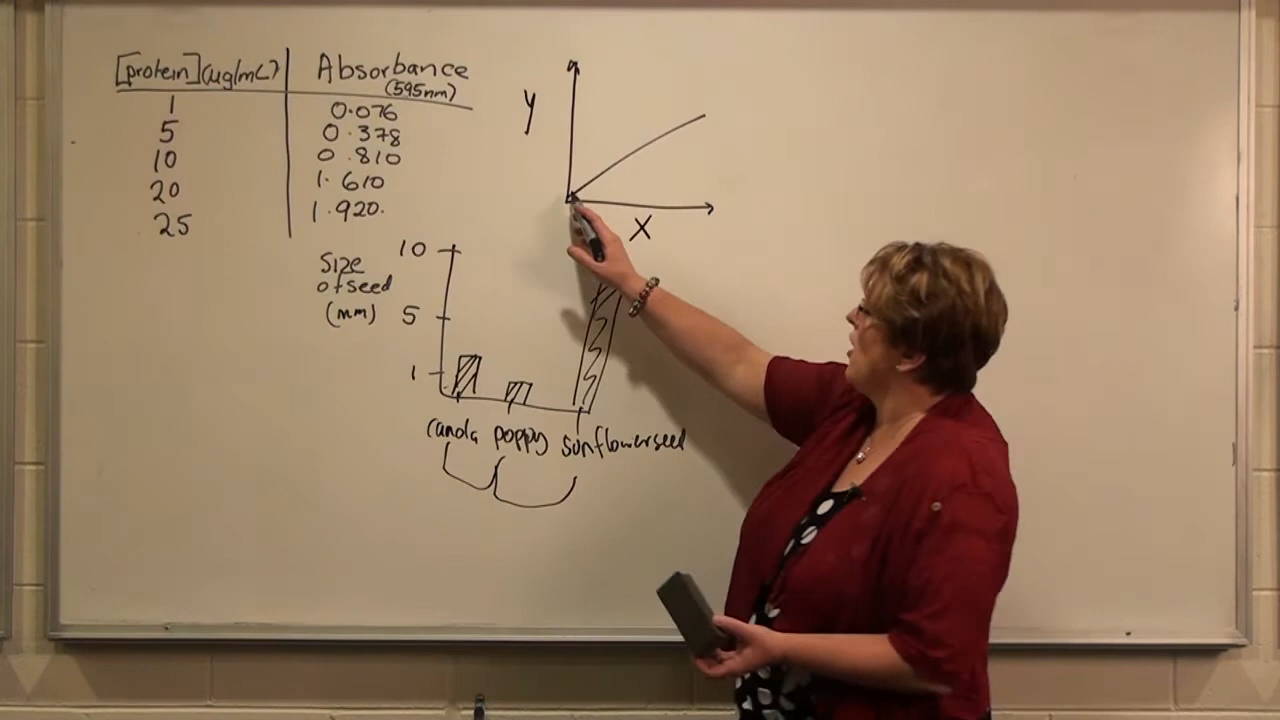 [protein](ug/mL) Absorbance
(595nm)
1 0.076
5 0.378
10 0.810
20 1.610
25 1.920.
y
x
Size
of seed
(mm)
10
5
1
canola poppy sunflowerseed